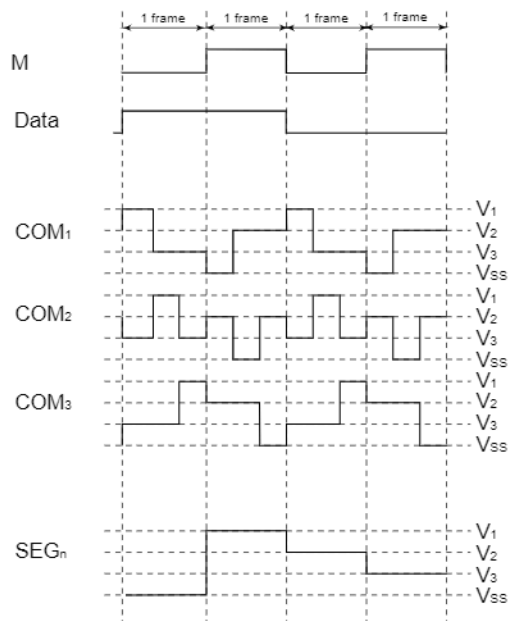 1 frame 1 frame 1 frame 1 frame
M
Data
V₁
COM₁ V₂
V₃
VSS
V₁
COM₂ V₂
V₃
VSS
V₁
COM₃ V₂
V₃
VSS
V₁
SEGn V₂
V₃
VSS